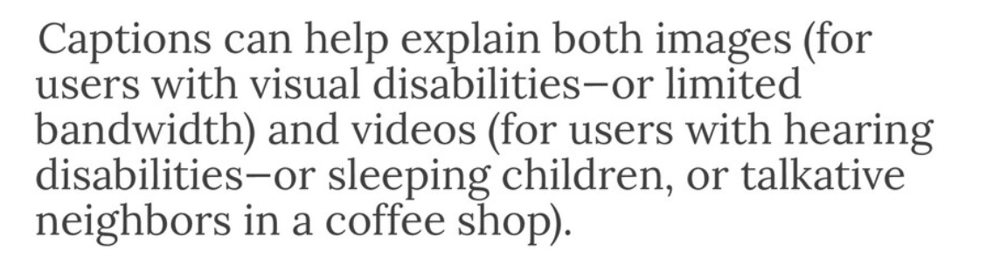 Captions can help explain both images (for
users with visual disabilities—or limited
bandwidth) and videos (for users with hearing
disabilities—or sleeping children, or talkative
neighbors in a coffee shop).